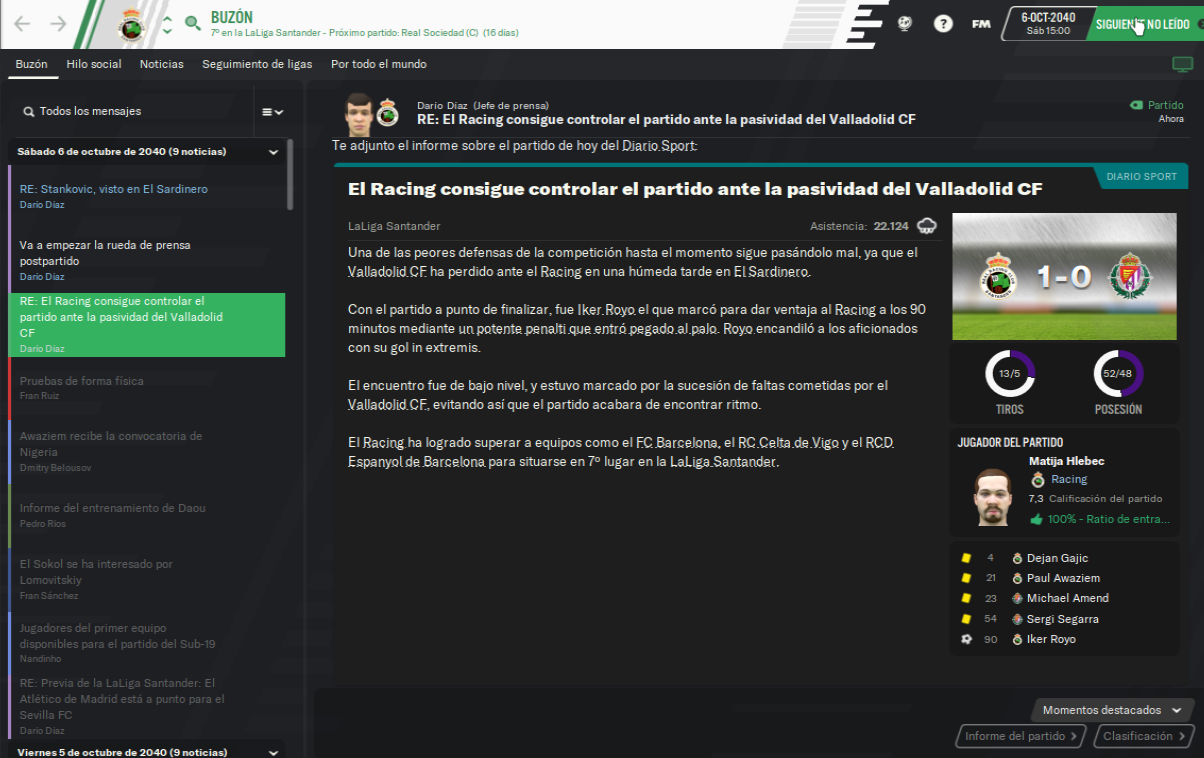 BUZÓN
7º en la LaLiga Santander - Próximo partido: Real Sociedad (C) (16 días)
?
FM
6-OCT-2040
Sáb 15:00
SIGUIENTE NO LEÍDO
Buzón Hilo social Noticias Seguimiento de ligas Por todo el mundo
Todos los mensajes
Sábado 6 de octubre de 2040 (9 noticias)
RE: Stankovic, visto en El Sardinero
Dario Díaz
Va a empezar la rueda de prensa
postpartido
Dario Díaz
RE: El Racing consigue controlar el
partido ante la pasividad del Valladolid
CF
Dario Díaz
Pruebas de forma física
Fran Ruiz
Awaziem recibe la convocatoria de
Nigeria
Dmitry Belousov
Informe del entrenamiento de Daou
Pedro Ríos
El Sokol se ha interesado por
Lomovitskiy
Fran Sánchez
Jugadores del primer equipo
disponibles para el partido del Sub-19
Nandinho
RE: Previa de la LaLiga Santander: El
Atlético de Madrid está a punto para el
Sevilla FC
Dario Díaz
Viernes 5 de octubre de 2040 (9 noticias)
Dario Díaz (Jefe de prensa)
RE: El Racing consigue controlar el partido ante la pasividad del Valladolid CF
Partido
Ahora
Te adjunto el informe sobre el partido de hoy del Diario Sport:
DIARIO SPORT
El Racing consigue controlar el partido ante la pasividad del Valladolid CF
LaLiga Santander
Asistencia: 22.124
Una de las peores defensas de la competición hasta el momento sigue pasándolo mal, ya que el
Valladolid CF ha perdido ante el Racing en una húmeda tarde en El Sardinero.
Con el partido a punto de finalizar, fue Iker Royo el que marcó para dar ventaja al Racing a los 90
minutos mediante un potente penalti que entró pegado al palo. Royo encandiló a los aficionados
con su gol in extremis.
El encuentro fue de bajo nivel, y estuvo marcado por la sucesión de faltas cometidas por el
Valladolid CF, evitando así que el partido acabara de encontrar ritmo.
El Racing ha logrado superar a equipos como el FC Barcelona, el RC Celta de Vigo y el RCD
Espanyol de Barcelona para situarse en 7º lugar en la LaLiga Santander.
1-0
13/5
52/48
TIROS
POSESIÓN
JUGADOR DEL PARTIDO
Matija Hlebec
Racing
7,3 Calificación del partido
100% - Ratio de entra...
4 Dejan Gajic
21 Paul Awaziem
23 Michael Amend
54 Sergi Segarra
90 Iker Royo
Momentos destacados
Informe del partido
Clasificación